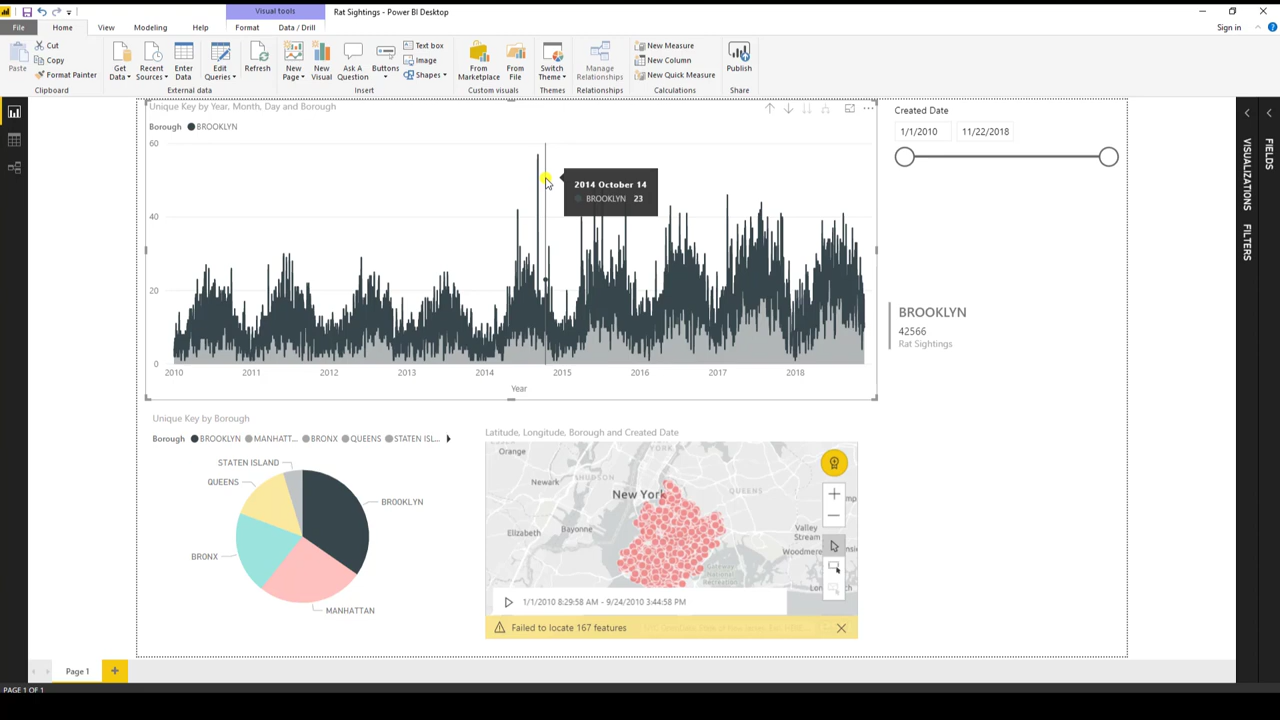 Visual tools
Rat Sightings - Power BI Desktop
Sign in
File Home View Modeling Help Format Data / Drill
Paste
Cut
Copy
Format Painter
Clipboard
Get Data
Recent Sources
Enter Data
Edit Queries
Refresh
External data
New Page
New Visual
Ask A Question
Buttons
Text box
Image
Shapes
Insert
From Marketplace
From File
Custom visuals
Switch Theme
Themes
Manage Relationships
Relationships
New Measure
New Column
New Quick Measure
Calculations
Publish
Share
Unique Key by Year, Month, Day and Borough
Borough BROOKLYN
60
40
20
0
2014 October 14
BROOKLYN 23
2010 2011 2012 2013 2014 2015 2016 2017 2018
Year
Created Date
1/1/2010 11/22/2018
BROOKLYN
42566
Rat Sightings
VISUALIZATIONS
FILTERS
FIELDS
Unique Key by Borough
Borough BROOKLYN MANHATT... BRONX QUEENS STATEN ISL...
STATEN ISLAND
QUEENS
BROOKLYN
BRONX
MANHATTAN
Latitude, Longitude, Borough and Created Date
Orange
YORK
HUDSON
Newark
New York
QUEENS
Elizabeth
Bayonne
Valley Stream
Woodmere
Gateway National Recreation
1/1/2010 8:29:58 AM - 9/24/2010 3:44:58 PM
Failed to locate 167 features
Page 1
PAGE 1 OF 1